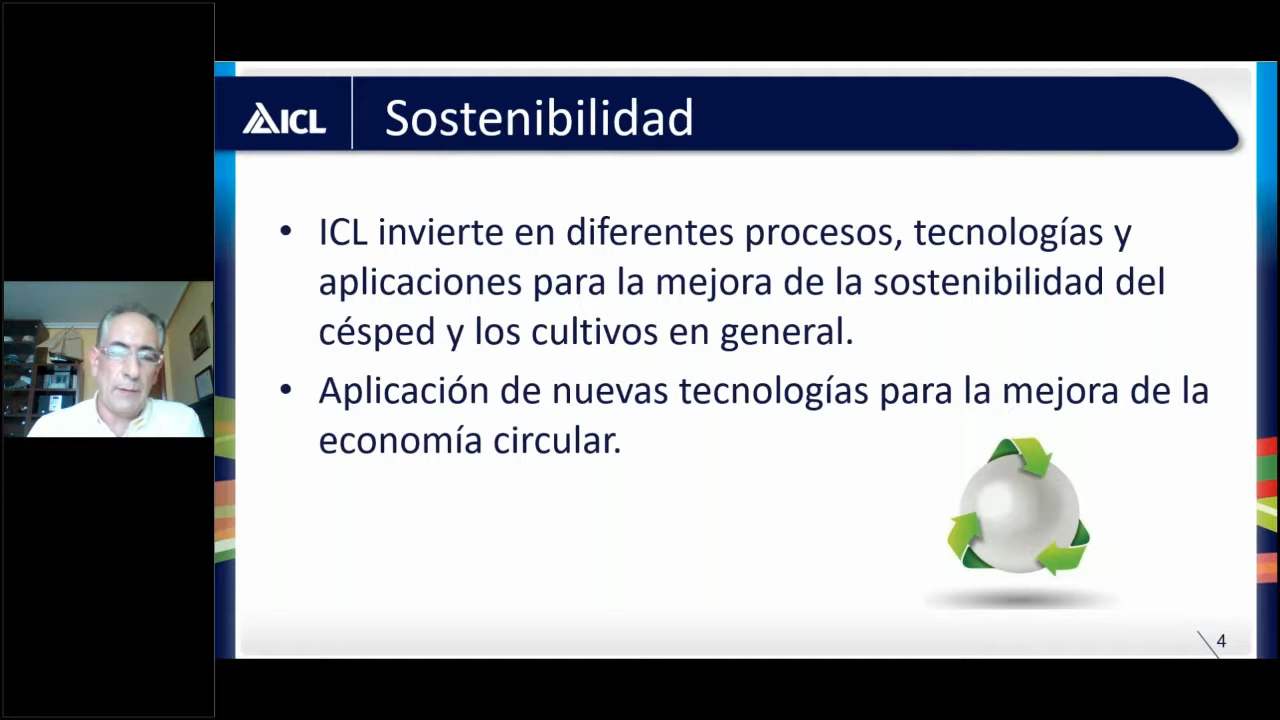 ICL
Sostenibilidad
• ICL invierte en diferentes procesos, tecnologías y
aplicaciones para la mejora de la sostenibilidad del
césped y los cultivos en general.
• Aplicación de nuevas tecnologías para la mejora de la
economía circular.
4